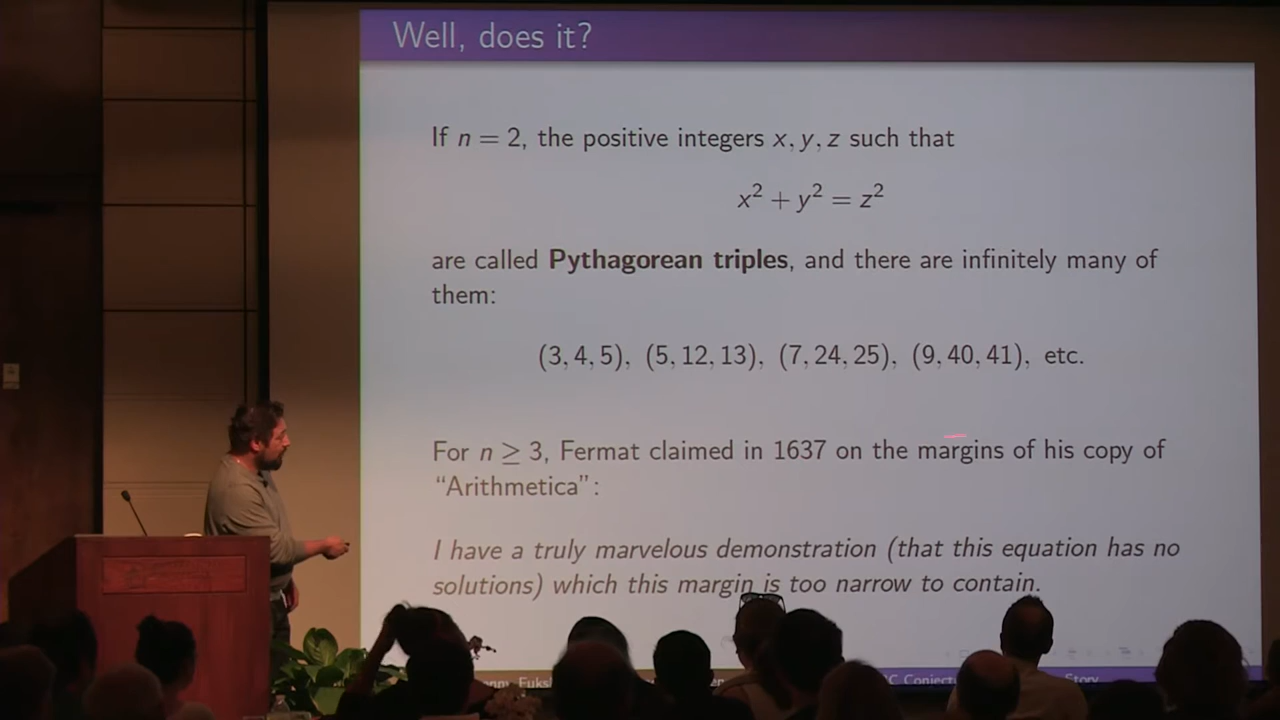 Well, does it?
If n = 2, the positive integers x, y, z such that
x² + y² = z²
are called Pythagorean triples, and there are infinitely many of
them:
(3, 4, 5), (5, 12, 13), (7, 24, 25), (9, 40, 41), etc.
For n ≥ 3, Fermat claimed in 1637 on the margins of his copy of
“Arithmetica”:
I have a truly marvelous demonstration (that this equation has no
solutions) which this margin is too narrow to contain.
Story